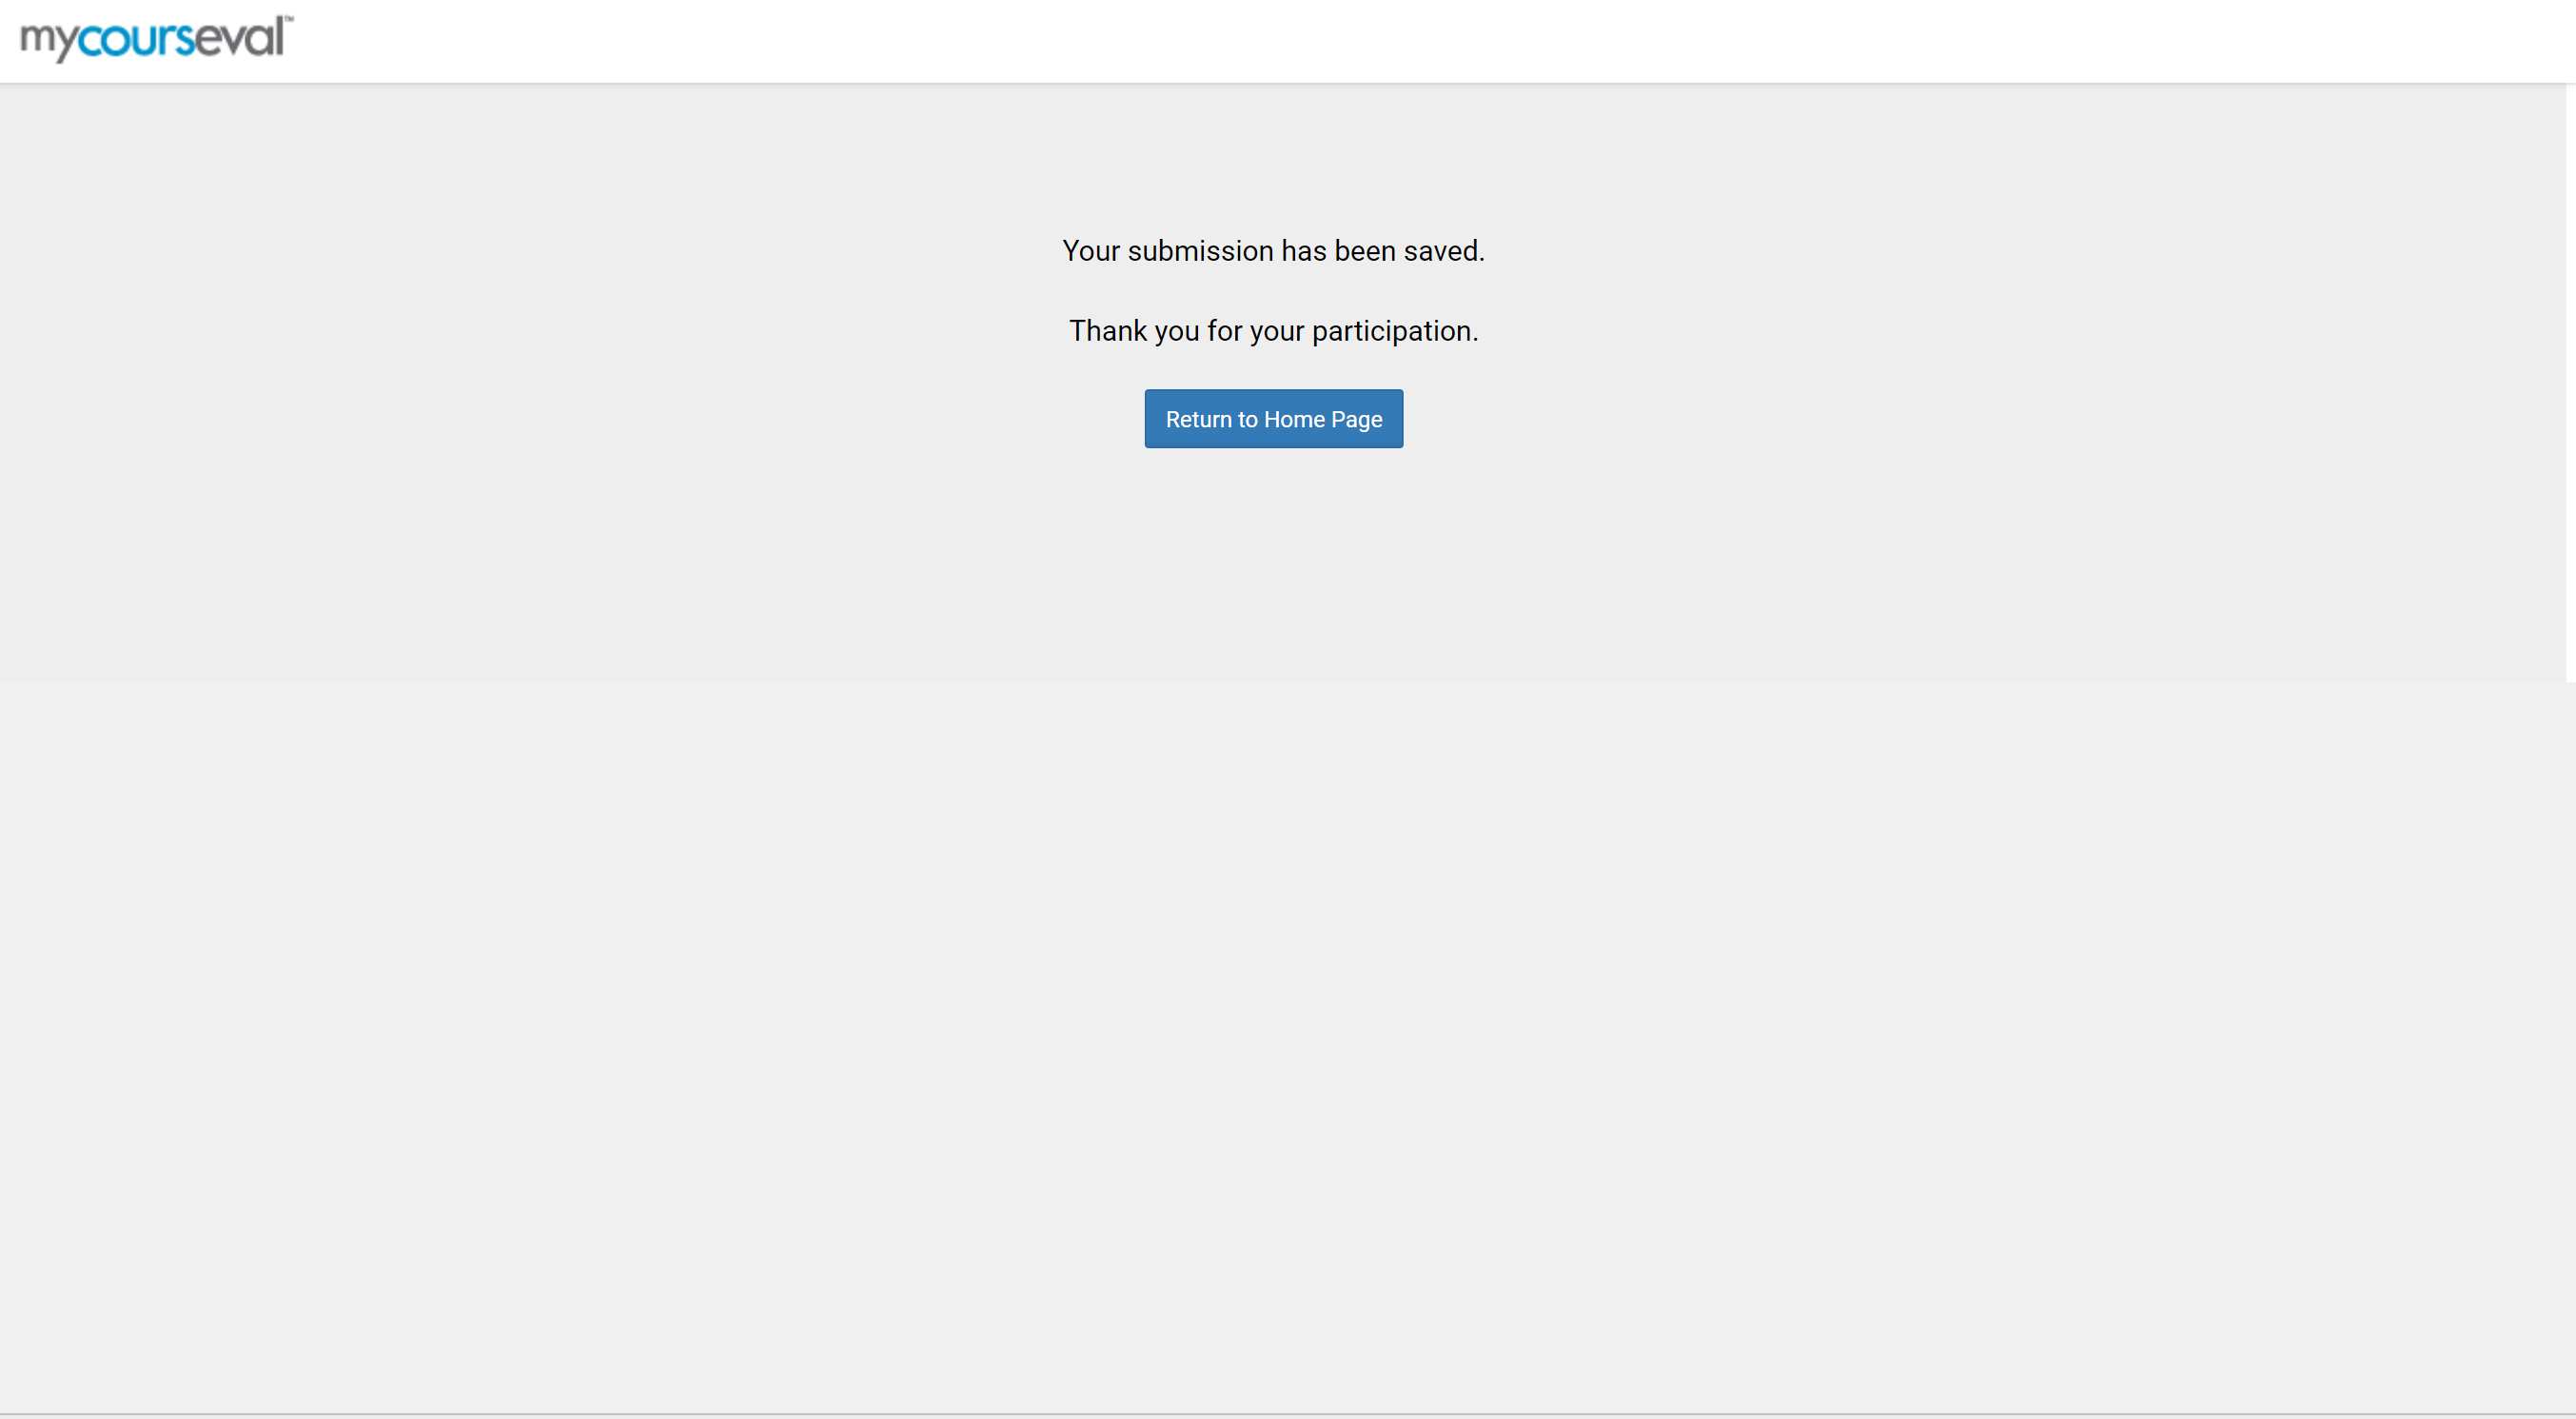 mycourseval™
Your submission has been saved.
Thank you for your participation.
Return to Home Page